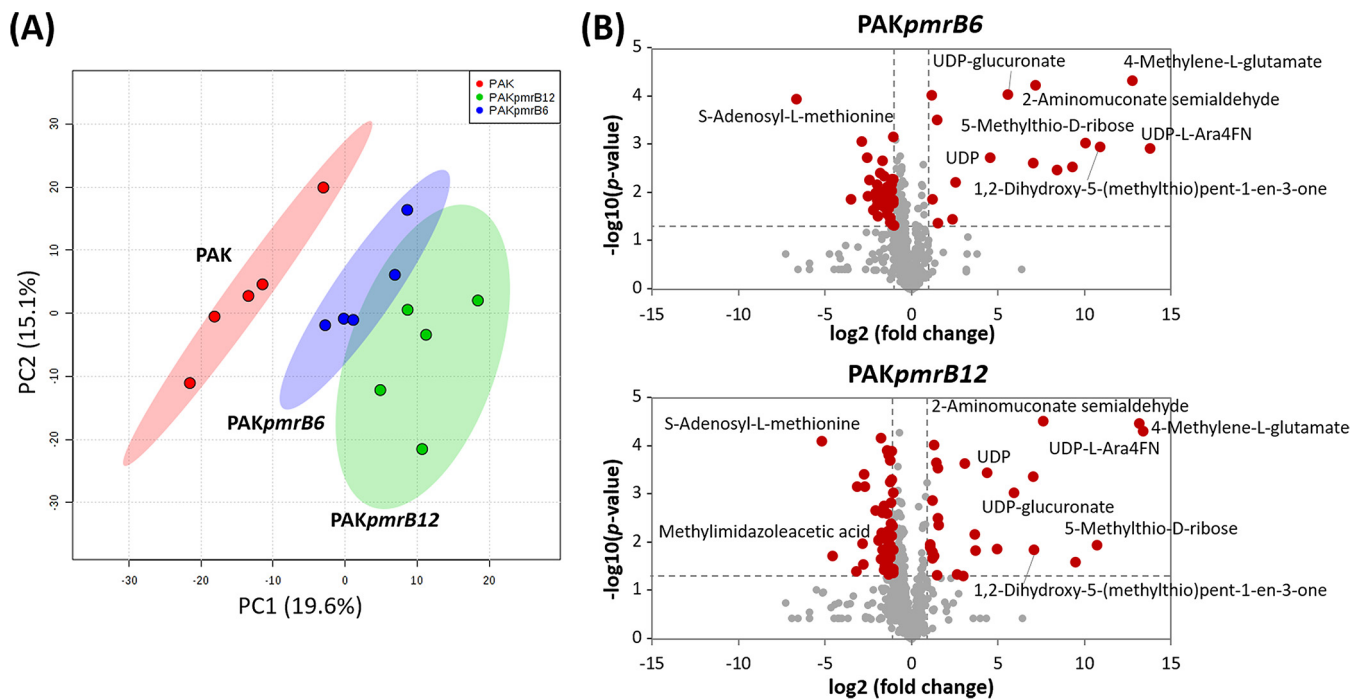 (A)
PAK
PAKpmrB12
PAKpmrB6
30
20
10
0
-10
-20
-30
PC2 (15.1%)
PAK
PAKpmrB6
PAKpmrB12
-30
-20
-10
0
10
20
PC1 (19.6%)
(B)
PAKpmrB6
5
4
3
2
1
0
-log10(p-value)
UDP-glucuronate
4-Methylene-L-glutamate
2-Aminomuconate semialdehyde
S-Adenosyl-L-methionine
5-Methylthio-D-ribose
UDP-L-Ara4FN
UDP
1,2-Dihydroxy-5-(methylthio)pent-1-en-3-one
-15
-10
-5
0
5
10
15
log2 (fold change)
PAKpmrB12
5
4
3
2
1
0
-log10(p-value)
2-Aminomuconate semialdehyde
S-Adenosyl-L-methionine
4-Methylene-L-glutamate
UDP-L-Ara4FN
UDP
UDP-glucuronate
5-Methylthio-D-ribose
Methylimidazoleacetic acid
1,2-Dihydroxy-5-(methylthio)pent-1-en-3-one
-15
-10
-5
0
5
10
15
log2 (fold change)